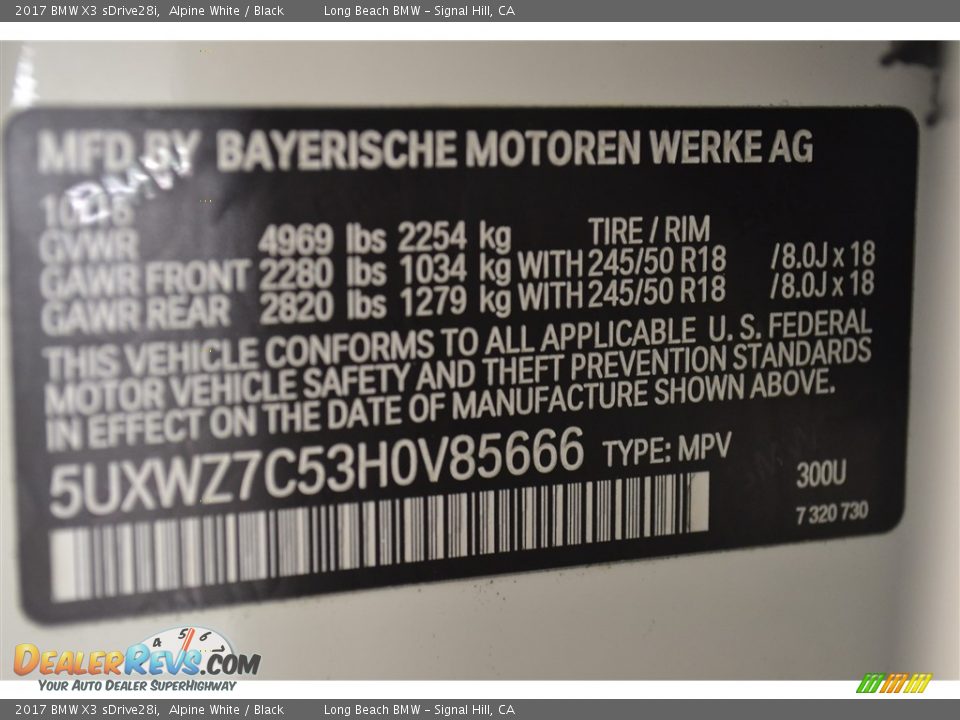 2017 BMW X3 sDrive28i,  Alpine White / Black        Long Beach BMW - Signal Hill, CA
MFD BY BAYERISCHE MOTOREN WERKE AG
BMW
GVWR 4969 lbs 2254 kg TIRE / RIM
GAWR FRONT 2280 lbs 1034 kg WITH 245/50 R18 /8.0J x 18
GAWR REAR 2820 lbs 1279 kg WITH 245/50 R18 /8.0J x 18
THIS VEHICLE CONFORMS TO ALL APPLICABLE U. S. FEDERAL
MOTOR VEHICLE SAFETY AND THEFT PREVENTION STANDARDS
IN EFFECT ON THE DATE OF MANUFACTURE SHOWN ABOVE.
5UXWZ7C53H0V85666 TYPE: MPV
300U
7 320 730
4 5 6 7
DEALERREVS.COM
YOUR AUTO DEALER SUPERHIGHWAY
2017 BMW X3 sDrive28i,  Alpine White / Black        Long Beach BMW - Signal Hill, CA